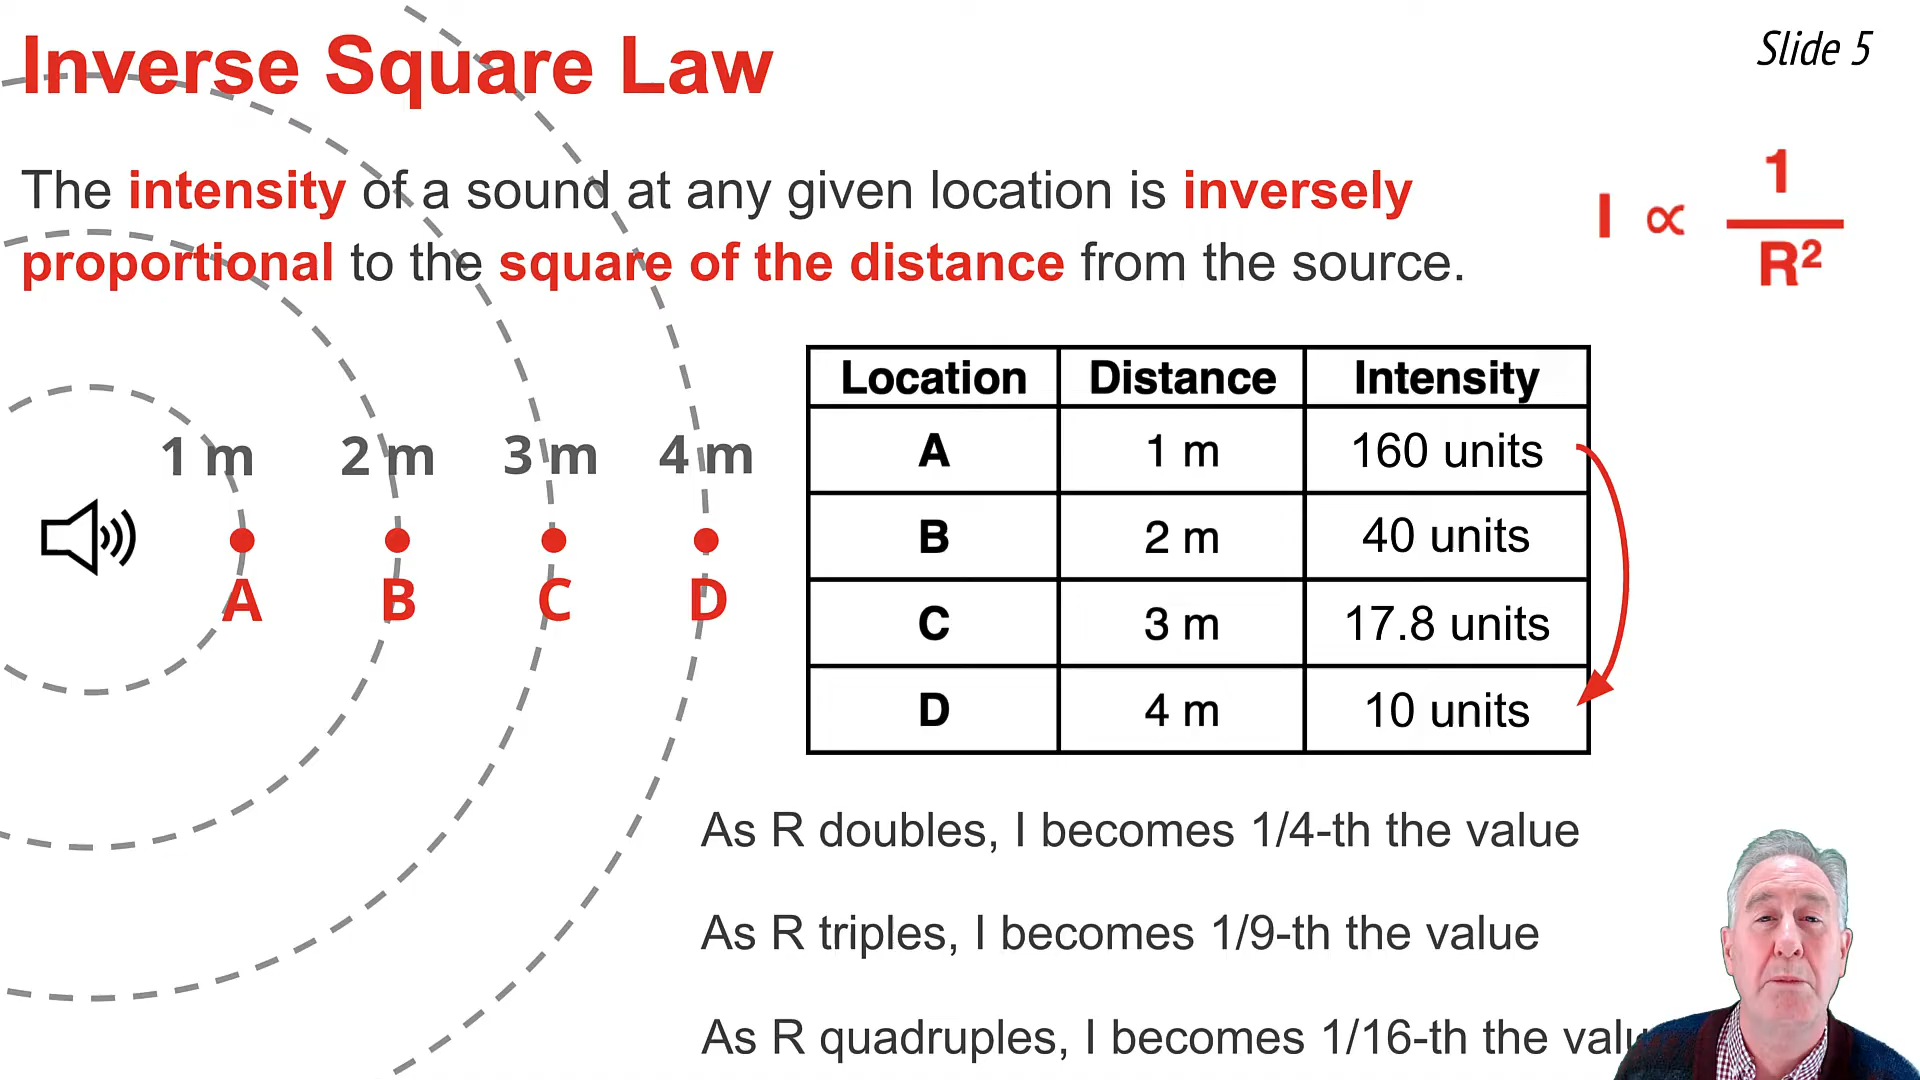 Inverse Square Law
Slide 5
The intensity of a sound at any given location is inversely
proportional to the square of the distance from the source.
I ∝ 1
R²
1 m 2 m 3 m 4 m
A B C D
Location Distance Intensity
A 1 m 160 units
B 2 m 40 units
C 3 m 17.8 units
D 4 m 10 units
As R doubles, I becomes 1/4-th the value
As R triples, I becomes 1/9-th the value
As R quadruples, I becomes 1/16-th the valu